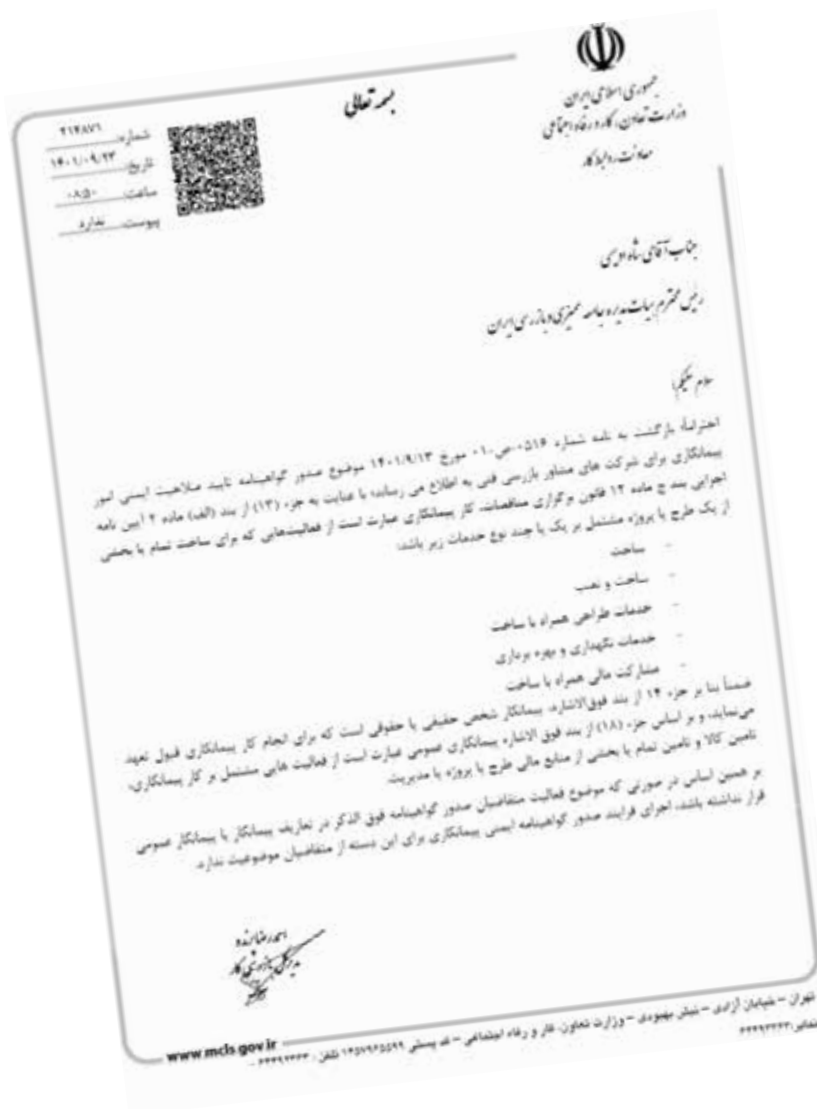 جمهوری اسلامی ایران
وزارت تعاون، کار و رفاه اجتماعی
معاونت روابط کار
بسمه تعالی
شماره: ۲۱۴۸۷۱
تاریخ: ۱۴۰۱/۰۹/۲۳
ساعت: ۰۸:۵۰
پیوست: ندارد
جناب آقای شاه ویسی
رئیس محترم هیات مدیره جامعه ممیزی و بازرسی ایران
سلام علیکم؛
احتراماً، بازگشت به نامه شماره ۰۵۱۶-ص-۰۱ مورخ ۱۴۰۱/۹/۱۳ موضوع صدور گواهینامه تایید صلاحیت ایمنی امور
پیمانکاری برای شرکت های مشاور بازرسی فنی به اطلاع می رساند؛ با عنایت به جزء (۱۳) از بند (الف) ماده ۲ آیین نامه
اجرایی بند ج ماده ۱۲ قانون برگزاری مناقصات، کار پیمانکاری عبارت است از فعالیت‌هایی که برای ساخت تمام یا بخشی
از یک طرح یا پروژه مشتمل بر یک یا چند نوع خدمات زیر باشد:
- ساخت
- ساخت و نصب
- خدمات طراحی همراه با ساخت
- خدمات نگهداری و بهره برداری
- مشارکت مالی همراه با ساخت
ضمناً بنا بر جزء ۱۴ از بند فوق‌الاشاره، پیمانکار شخص حقیقی یا حقوقی است که برای انجام کار پیمانکاری قبول تعهد
می‌نماید، و بر اساس جزء (۱۸) از بند فوق الاشاره پیمانکاری عمومی عبارت است از فعالیت هایی مشتمل بر کار پیمانکاری،
تامین کالا و تامین تمام یا بخشی از منابع مالی طرح یا پروژه با مدیریت.
بر همین اساس در صورتی که موضوع فعالیت متقاضیان صدور گواهینامه فوق الذکر در تعاریف پیمانکار یا پیمانکار عمومی
قرار نداشته باشد، اجرای فرایند صدور گواهینامه ایمنی پیمانکاری برای این دسته از متقاضیان موضوعیت ندارد.
مدیرکل بازرسی کار
تهران – خیابان آزادی – نبش بهبودی – وزارت تعاون، کار و رفاه اجتماعی – کد پستی ۱۴۵۷۹۶۵۵۹۹ تلفن :
نمابر:
www.mcls.gov.ir